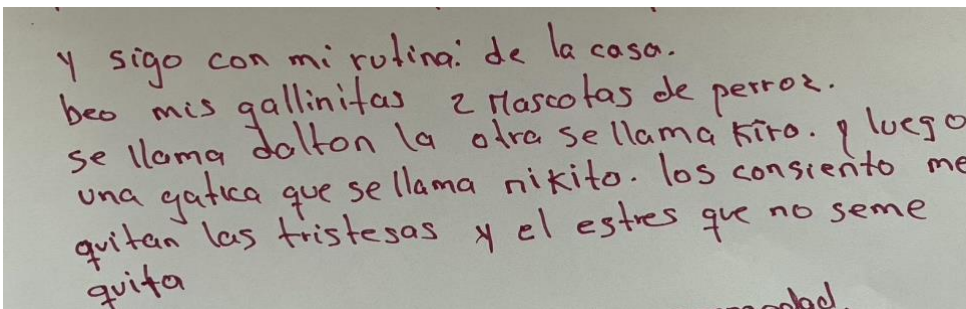 y sigo con mi rutina: de la casa.
beo mis gallinitas 2 Mascotas de perroz.
se llama dalton la otra se llama Kiro. y luego
una gatica que se llama nikito. los consiento me
quitan las tristesas y el estres que no seme
quita